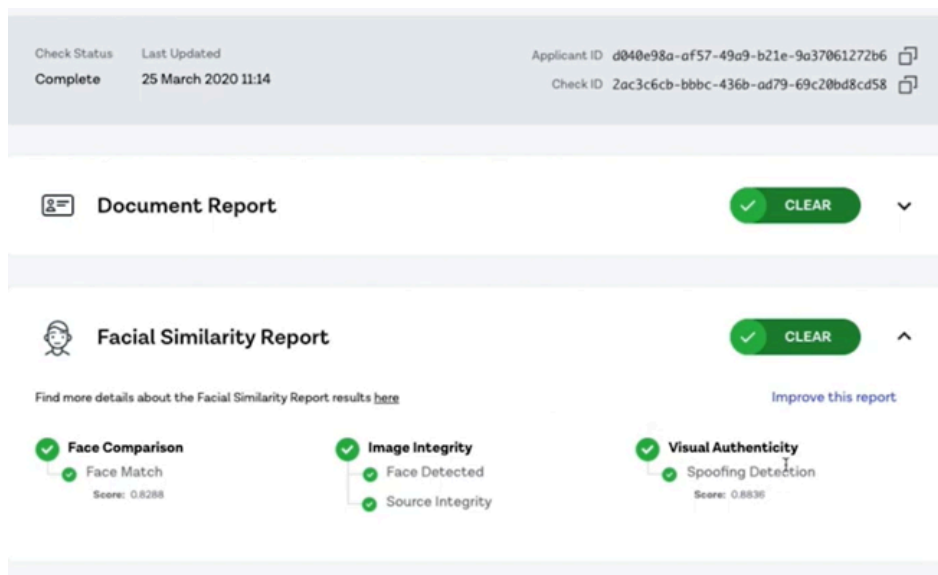 Check Status Last Updated
Complete 25 March 2020 11:14
Applicant ID d040e98a-af57-49a9-b21e-9a37061272b6
Check ID 2ac3c6cb-bbbc-436b-ad79-69c20bd8cd58
Document Report CLEAR
Facial Similarity Report CLEAR
Find more details about the Facial Similarity Report results here Improve this report
Face Comparison
Face Match
Score: 0.8288
Image Integrity
Face Detected
Source Integrity
Visual Authenticity
Spoofing Detection
Score: 0.8836